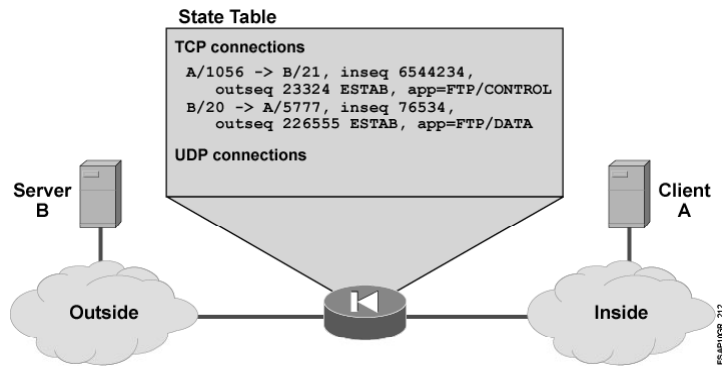 State Table
TCP connections
A/1056 -> B/21, inseq 6544234,
outseq 23324 ESTAB, app=FTP/CONTROL
B/20 -> A/5777, inseq 76534,
outseq 226555 ESTAB, app=FTP/DATA
UDP connections
Server
B
Client
A
Outside
Inside